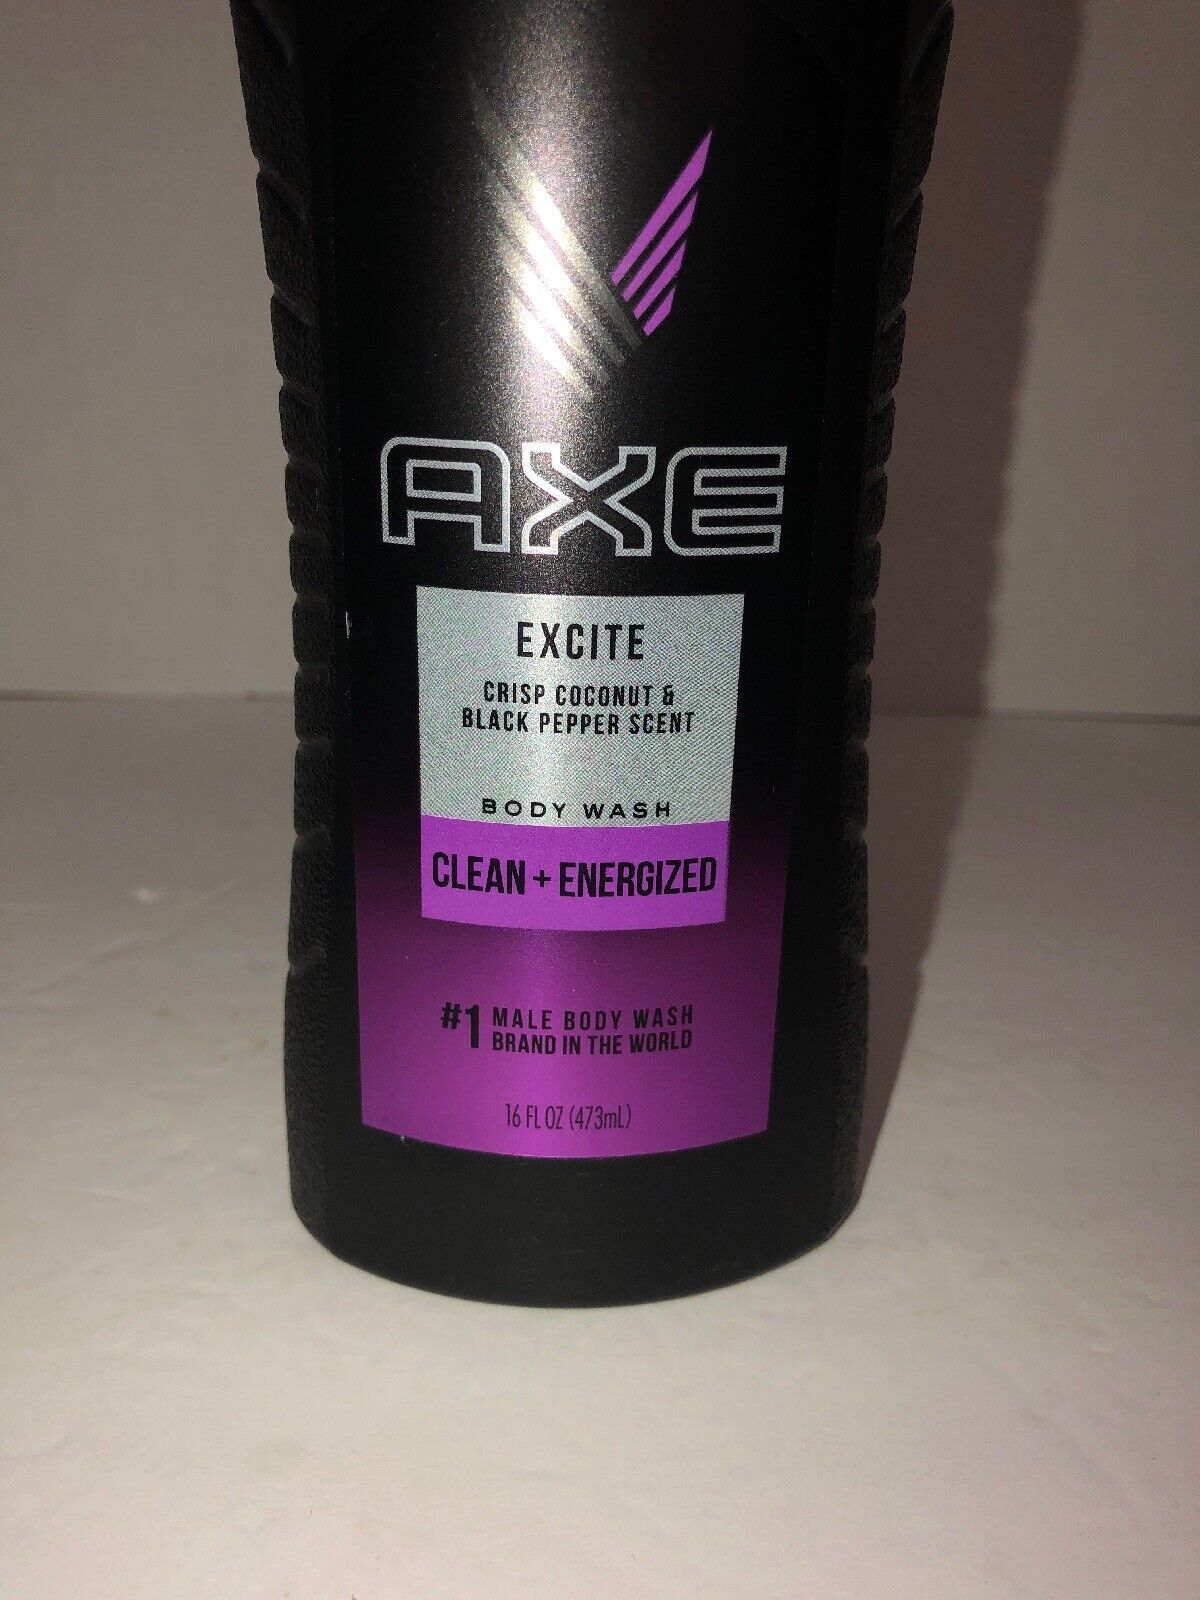 AXE
EXCITE
CRISP COCONUT &
BLACK PEPPER SCENT
BODY WASH
CLEAN + ENERGIZED
#1 MALE BODY WASH
BRAND IN THE WORLD
16 FL OZ (473mL)